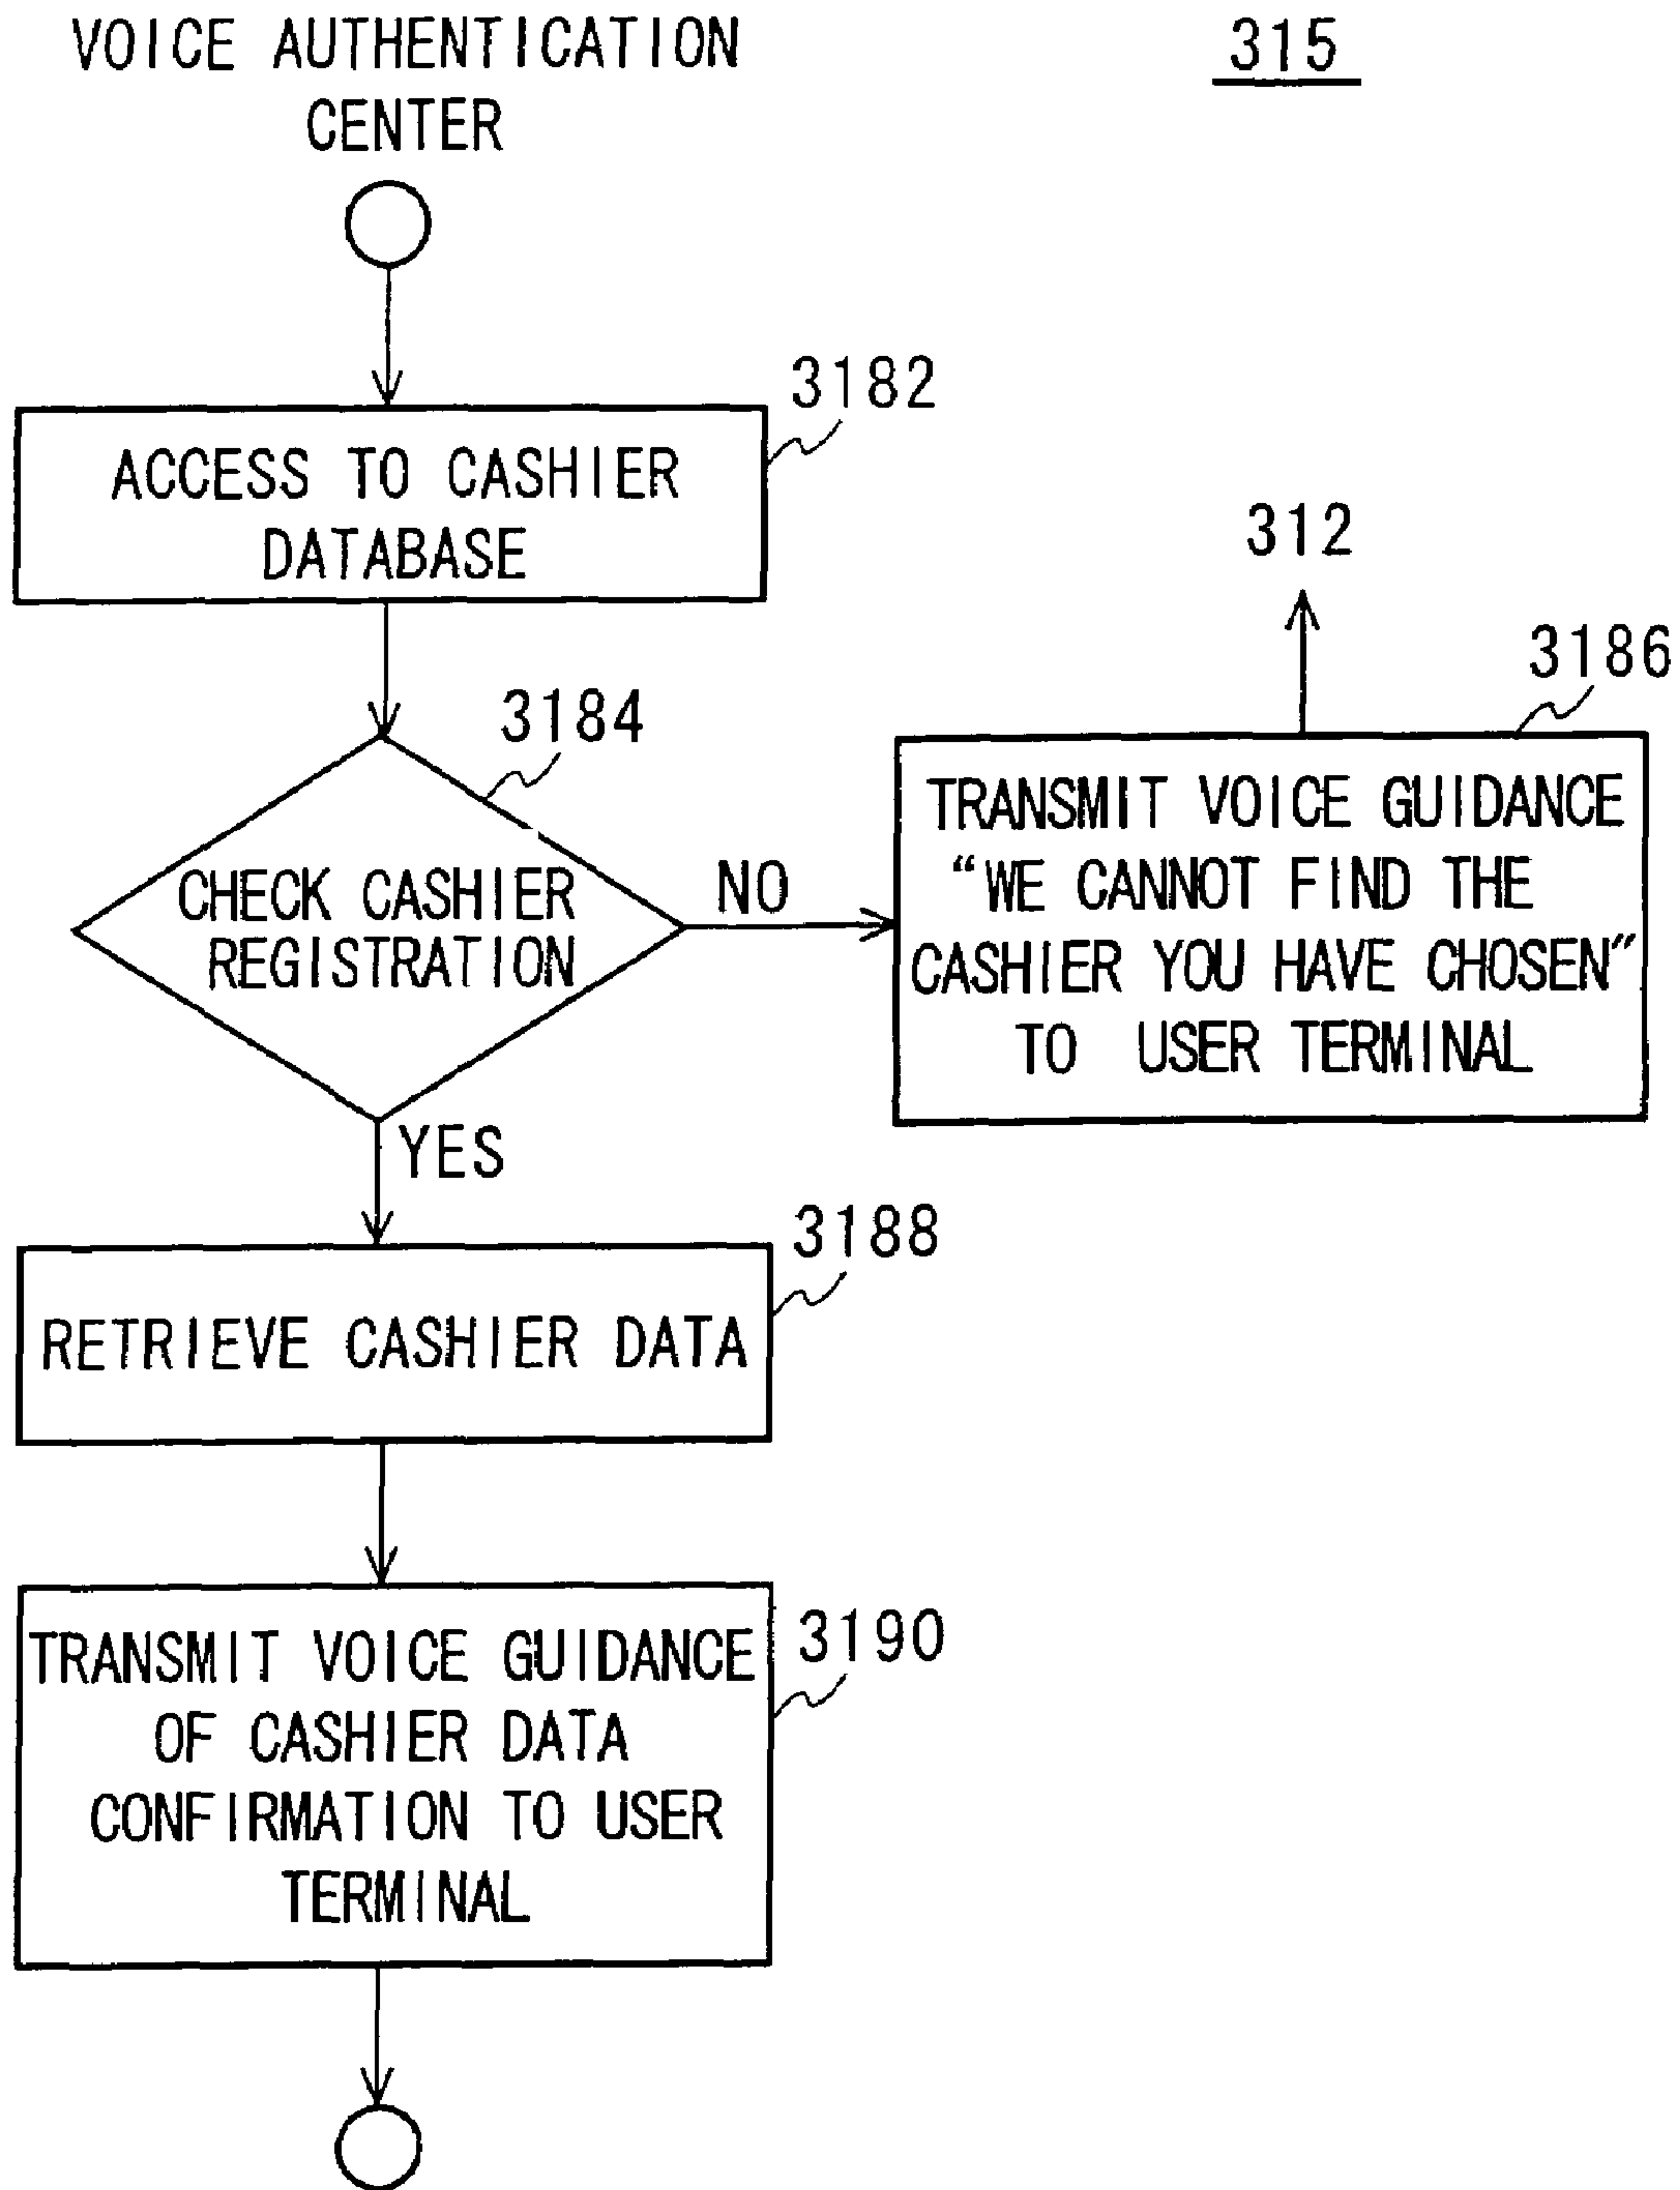 VOICE AUTHENTICATION
CENTER
315
3182
ACCESS TO CASHIER
DATABASE
312
3184
3186
CHECK CASHIER
REGISTRATION
NO
TRANSMIT VOICE GUIDANCE
“WE CANNOT FIND THE
CASHIER YOU HAVE CHOSEN”
TO USER TERMINAL
YES
3188
RETRIEVE CASHIER DATA
3190
TRANSMIT VOICE GUIDANCE
OF CASHIER DATA
CONFIRMATION TO USER
TERMINAL